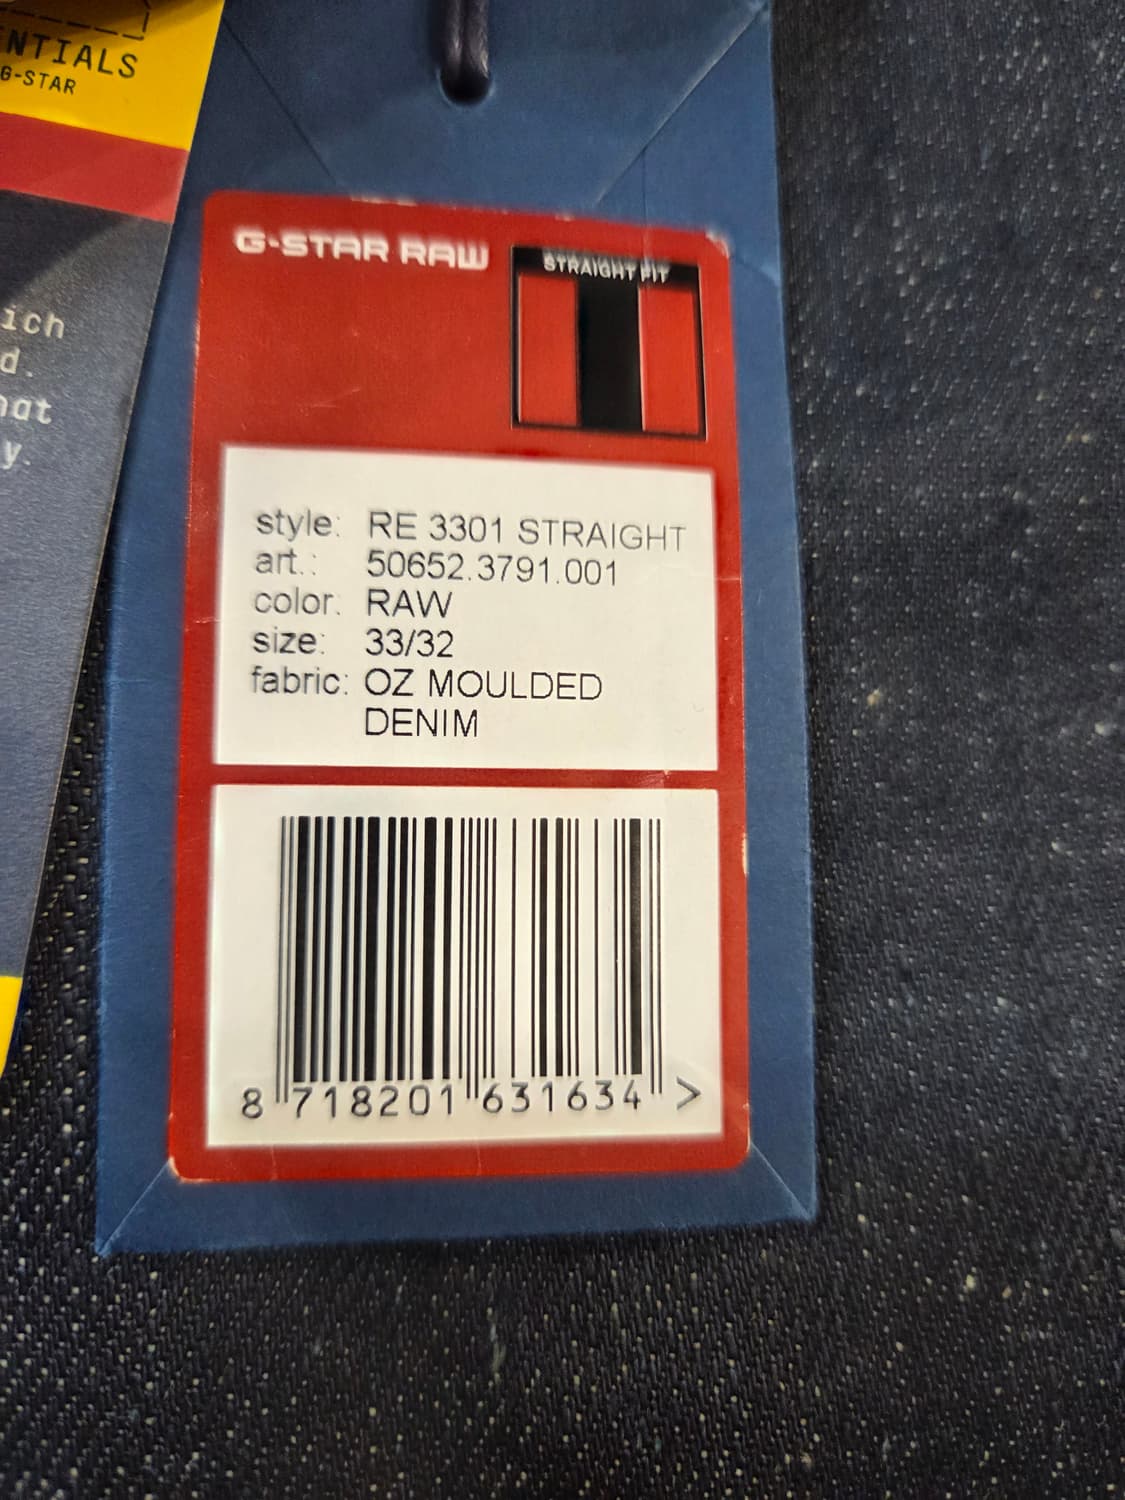 NTIALS
G-STAR
ich
d.
hat
y.
G-STAR RAW
STRAIGHT FIT
style: RE 3301 STRAIGHT
art.: 50652.3791.001
color: RAW
size: 33/32
fabric: OZ MOULDED
DENIM
8 718201 631634 >